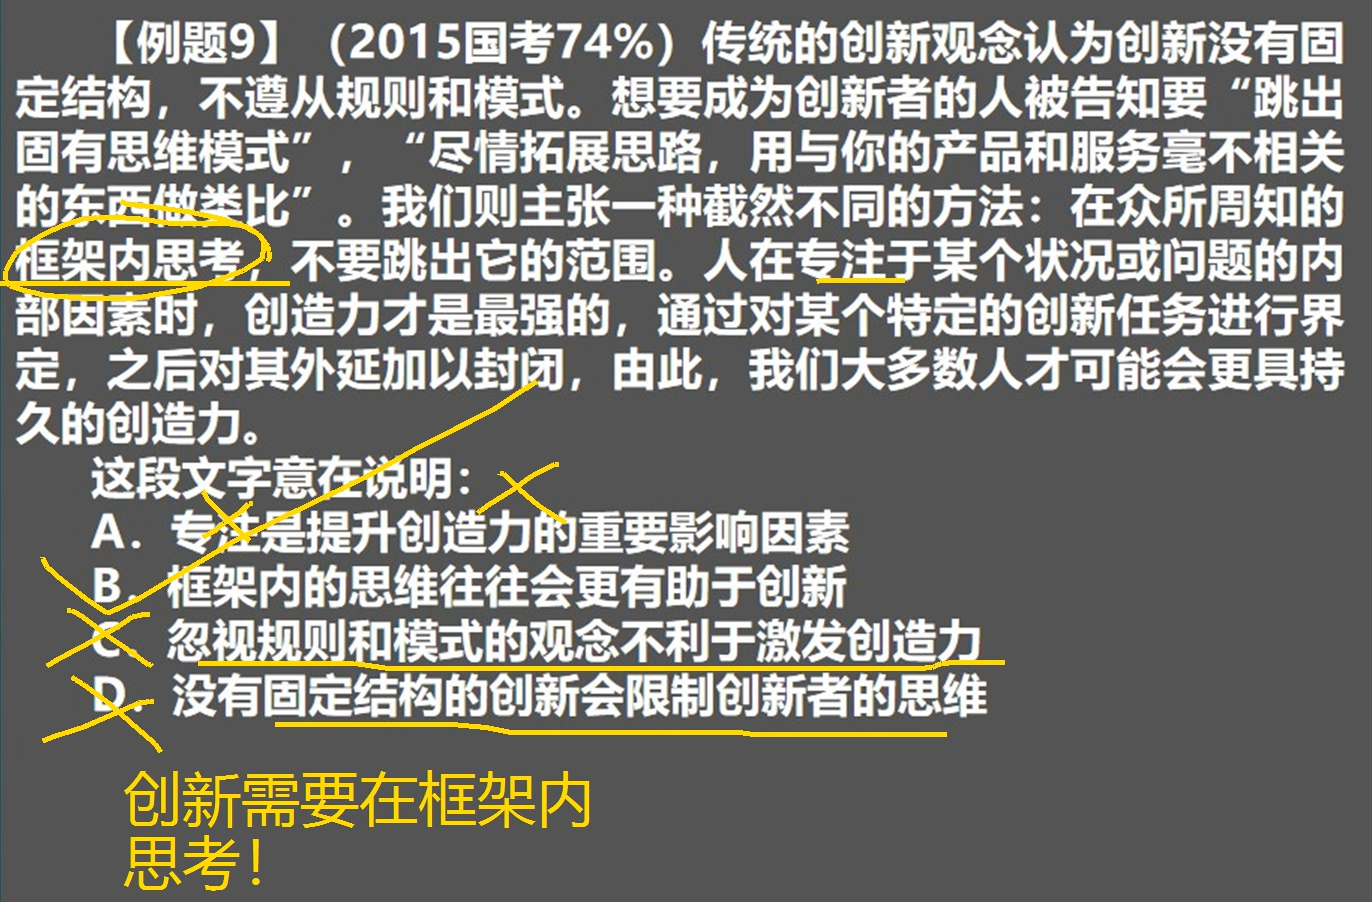 【例题9】（2015国考74%）传统的创新观念认为创新没有固
定结构，不遵从规则和模式。想要成为创新者的人被告知要“跳出
固有思维模式”，“尽情拓展思路，用与你的产品和服务毫不相关
的东西做类比”。我们则主张一种截然不同的方法：在众所周知的
框架内思考，不要跳出它的范围。人在专注于某个状况或问题的内
部因素时，创造力才是最强的，通过对某个特定的创新任务进行界
定，之后对其外延加以封闭，由此，我们大多数人才可能会更具持
久的创造力。
这段文字意在说明：
A．专注是提升创造力的重要影响因素
B．框架内的思维往往会更有助于创新
C．忽视规则和模式的观念不利于激发创造力
D．没有固定结构的创新会限制创新者的思维
创新需要在框架内
思考！